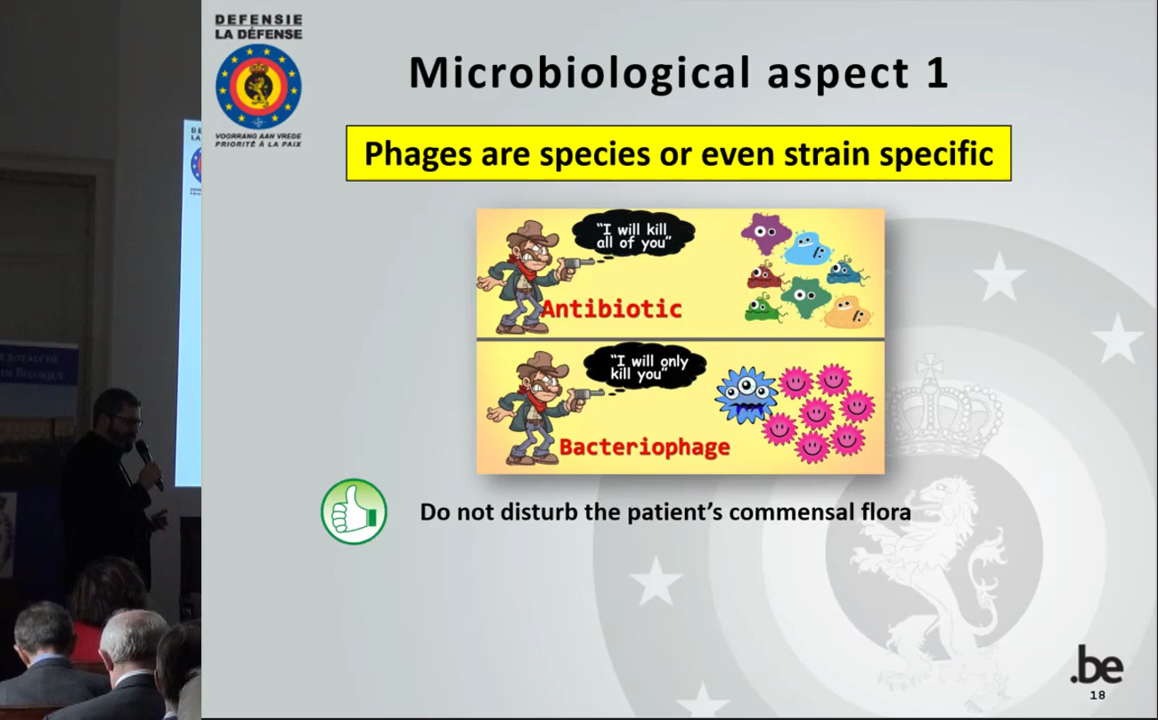 DEFENSIE
LA DÉFENSE
VOORRANG AAN VREDE
PRIORITÉ À LA PAIX
Microbiological aspect 1
Phages are species or even strain specific
"I will kill
all of you"
Antibiotic
"I will only
kill you"
Bacteriophage
Do not disturb the patient's commensal flora
.be
18
DE BELGIQUE